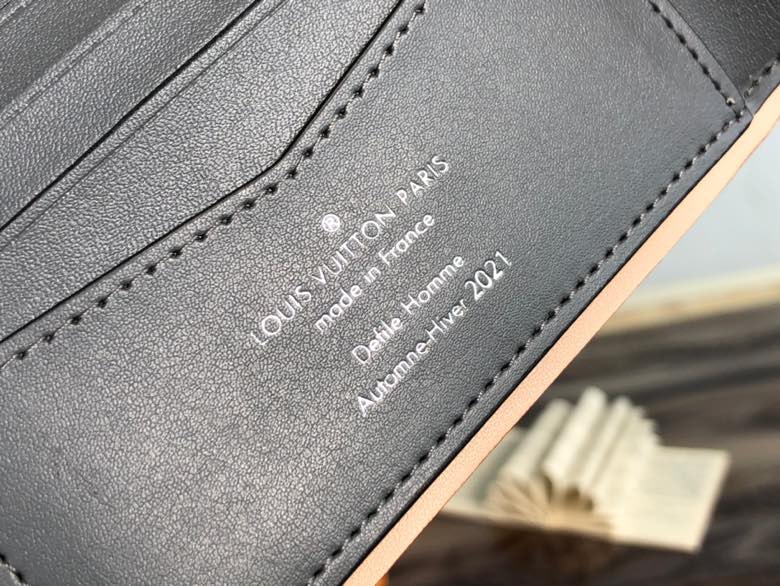 ®
LOUIS VUITTON PARIS
made in France
Defile Homme
Automne-Hiver 2021